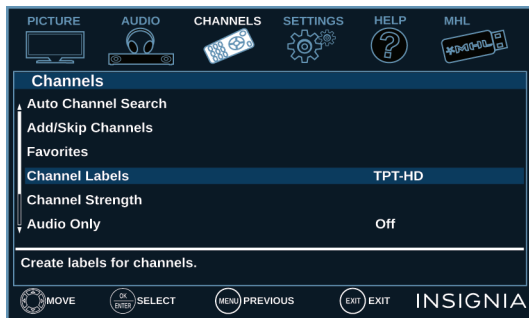 PICTURE AUDIO CHANNELS SETTINGS HELP MHL
MHL
Channels
Auto Channel Search
Add/Skip Channels
Favorites
Channel Labels TPT-HD
Channel Strength
Audio Only Off
Create labels for channels.
MOVE OK ENTER SELECT MENU PREVIOUS EXIT EXIT INSIGNIA